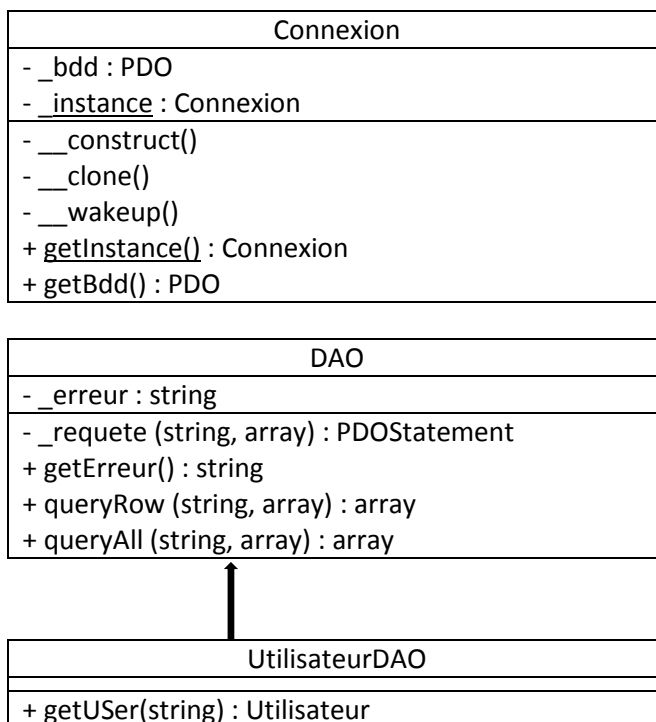 Connexion
- _bdd : PDO
- _instance : Connexion
- __construct()
- __clone()
- __wakeup()
+ getInstance() : Connexion
+ getBdd() : PDO
DAO
- _erreur : string
- _requete (string, array) : PDOStatement
+ getErreur() : string
+ queryRow (string, array) : array
+ queryAll (string, array) : array
UtilisateurDAO
+ getUSer(string) : Utilisateur